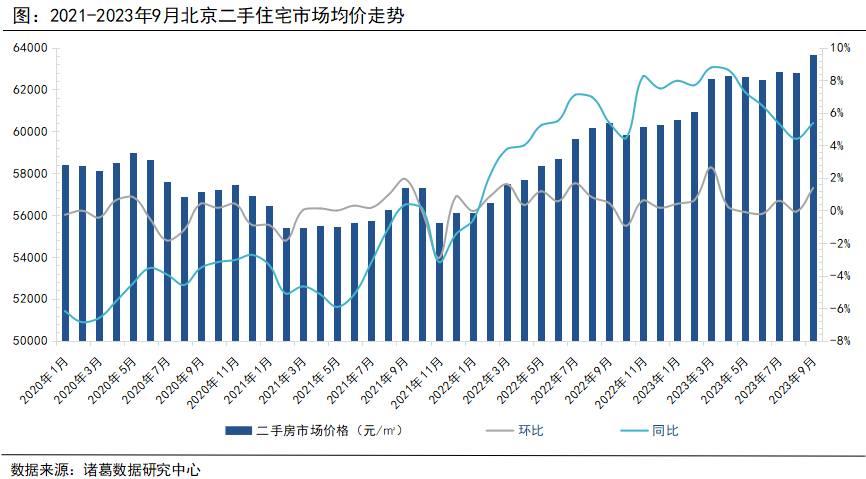 图：2021-2023年9月北京二手住宅市场均价走势
64000
62000
60000
58000
56000
54000
52000
50000
10%
8%
6%
4%
2%
0%
-2%
-4%
-6%
-8%
2020年1月
2020年3月
2020年5月
2020年7月
2020年9月
2020年11月
2021年1月
2021年3月
2021年5月
2021年7月
2021年9月
2021年11月
2022年1月
2022年3月
2022年5月
2022年7月
2022年9月
2022年11月
2023年1月
2023年3月
2023年5月
2023年7月
2023年9月
二手房市场价格（元/㎡） 环比 同比
数据来源：诸葛数据研究中心